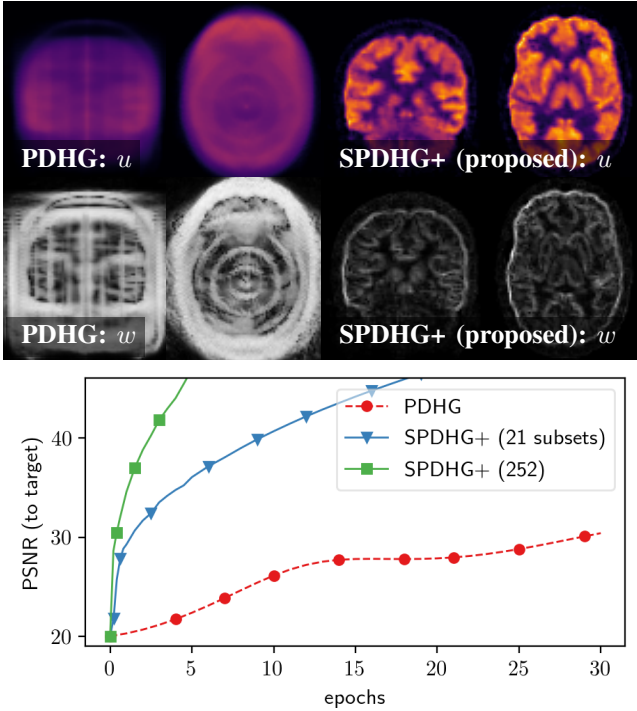 PDHG: u
SPDHG+ (proposed): u
PDHG: w
SPDHG+ (proposed): w
PSNR (to target)
40
30
20
PDHG
SPDHG+ (21 subsets)
SPDHG+ (252)
0 5 10 15 20 25 30
epochs